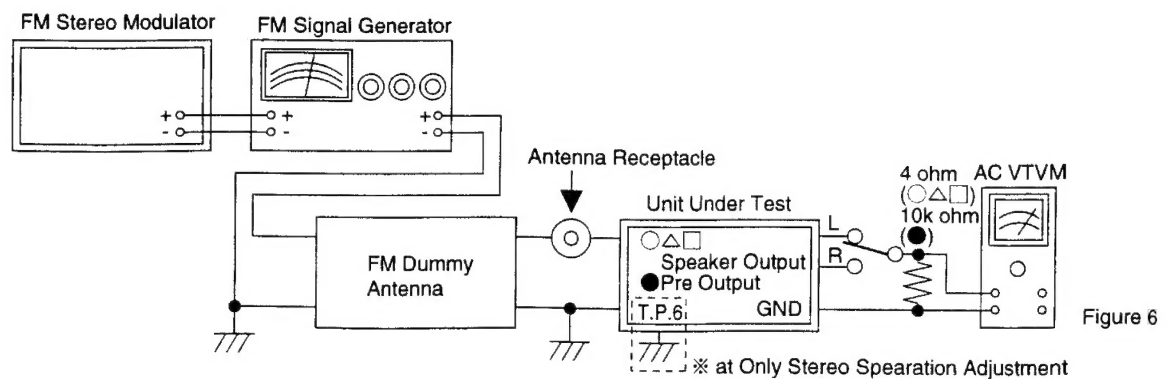 FM Stereo Modulator
FM Signal Generator
+
-
+
-
+
-
Antenna Receptacle
4 ohm
(○△□)
10k ohm
(●)
AC VTVM
Unit Under Test
○△□
Speaker Output
●Pre Output
T.P.6
GND
L
R
FM Dummy
Antenna
Figure 6
※ at Only Stereo Spearation Adjustment